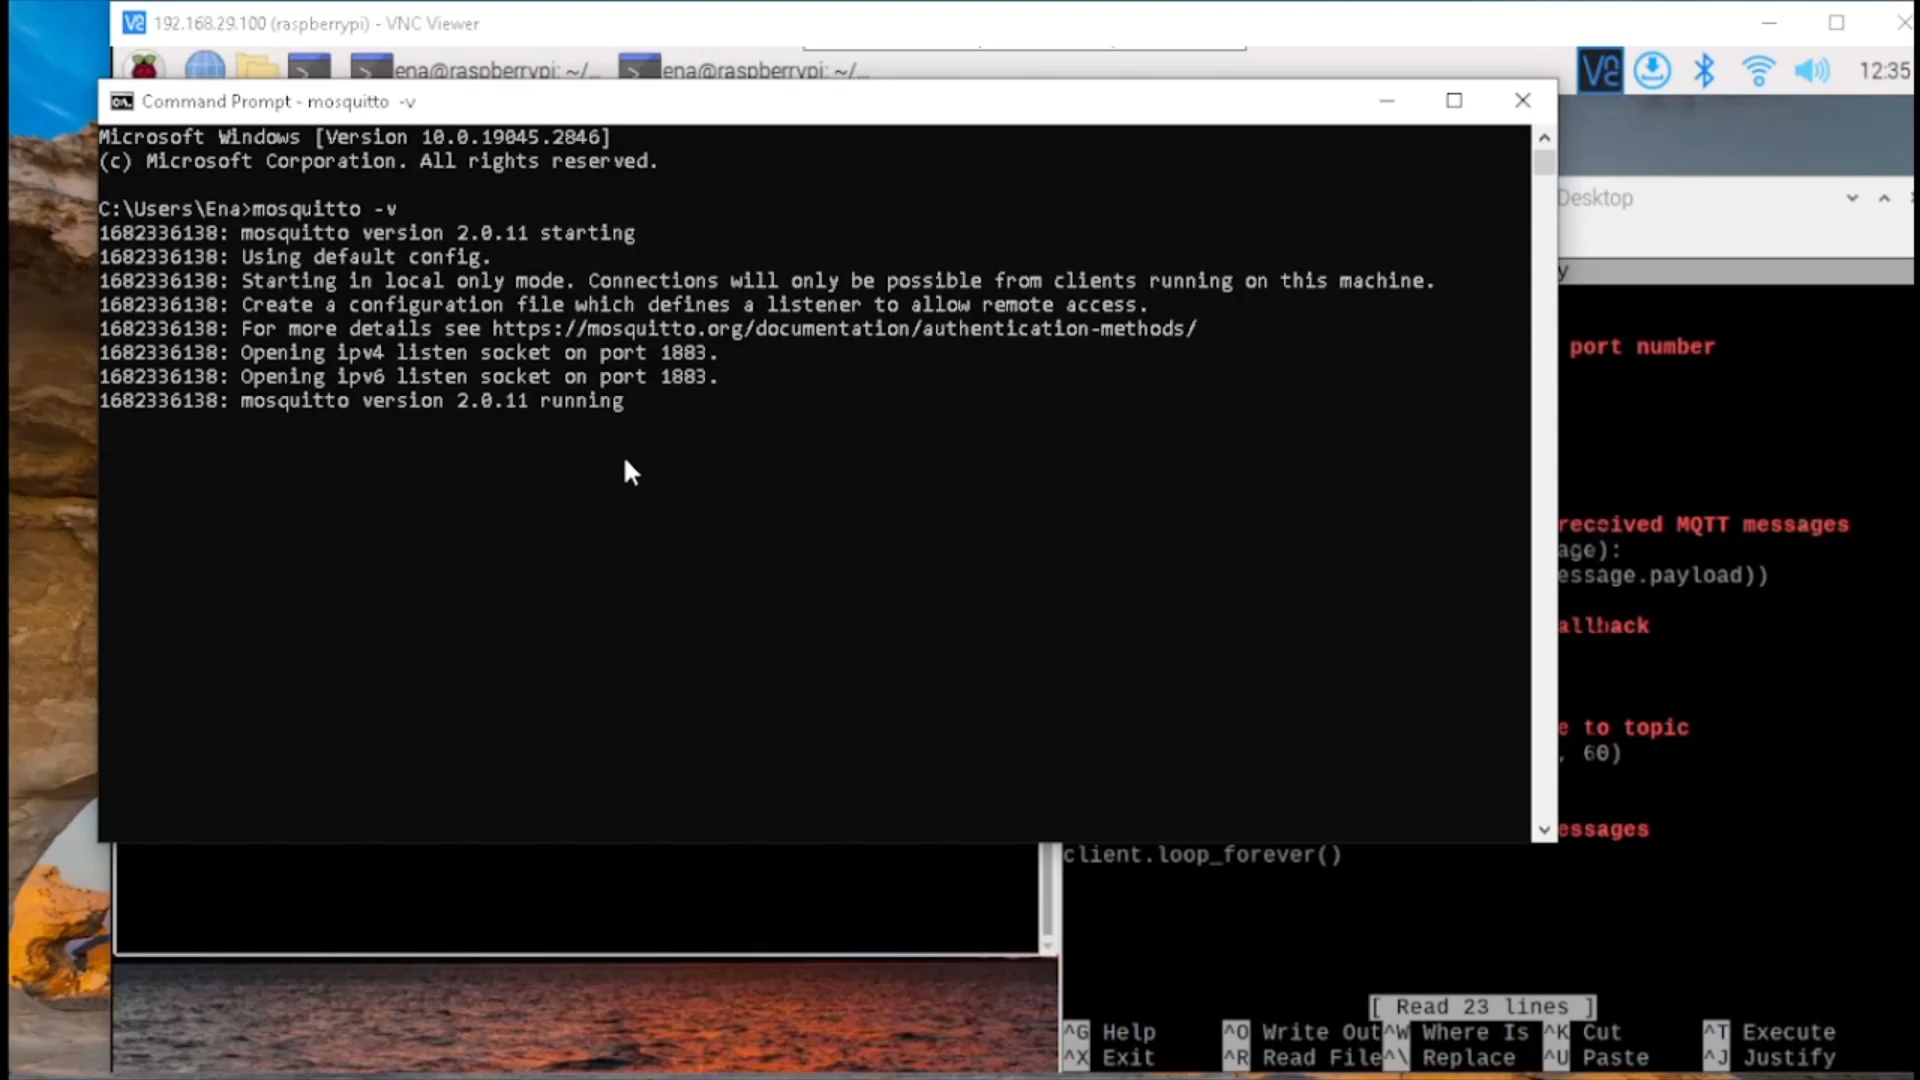 192.168.29.100 (raspberrypi) - VNC Viewer
ena@raspberrypi: ~/...
ena@raspberrypi: ~/...
12:35
Command Prompt - mosquitto -v
Microsoft Windows [Version 10.0.19045.2846]
(c) Microsoft Corporation. All rights reserved.
C:\Users\Ena>mosquitto -v
1682336138: mosquitto version 2.0.11 starting
1682336138: Using default config.
1682336138: Starting in local only mode. Connections will only be possible from clients running on this machine.
1682336138: Create a configuration file which defines a listener to allow remote access.
1682336138: For more details see https://mosquitto.org/documentation/authentication-methods/
1682336138: Opening ipv4 listen socket on port 1883.
1682336138: Opening ipv6 listen socket on port 1883.
1682336138: mosquitto version 2.0.11 running
Desktop
y
port number
received MQTT messages
age):
essage.payload))
allback
e to topic
, 60)
essages
client.loop_forever()
[ Read 23 lines ]
^G Help ^O Write Out ^W Where Is ^K Cut ^T Execute
^X Exit ^R Read File ^\ Replace ^U Paste ^J Justify